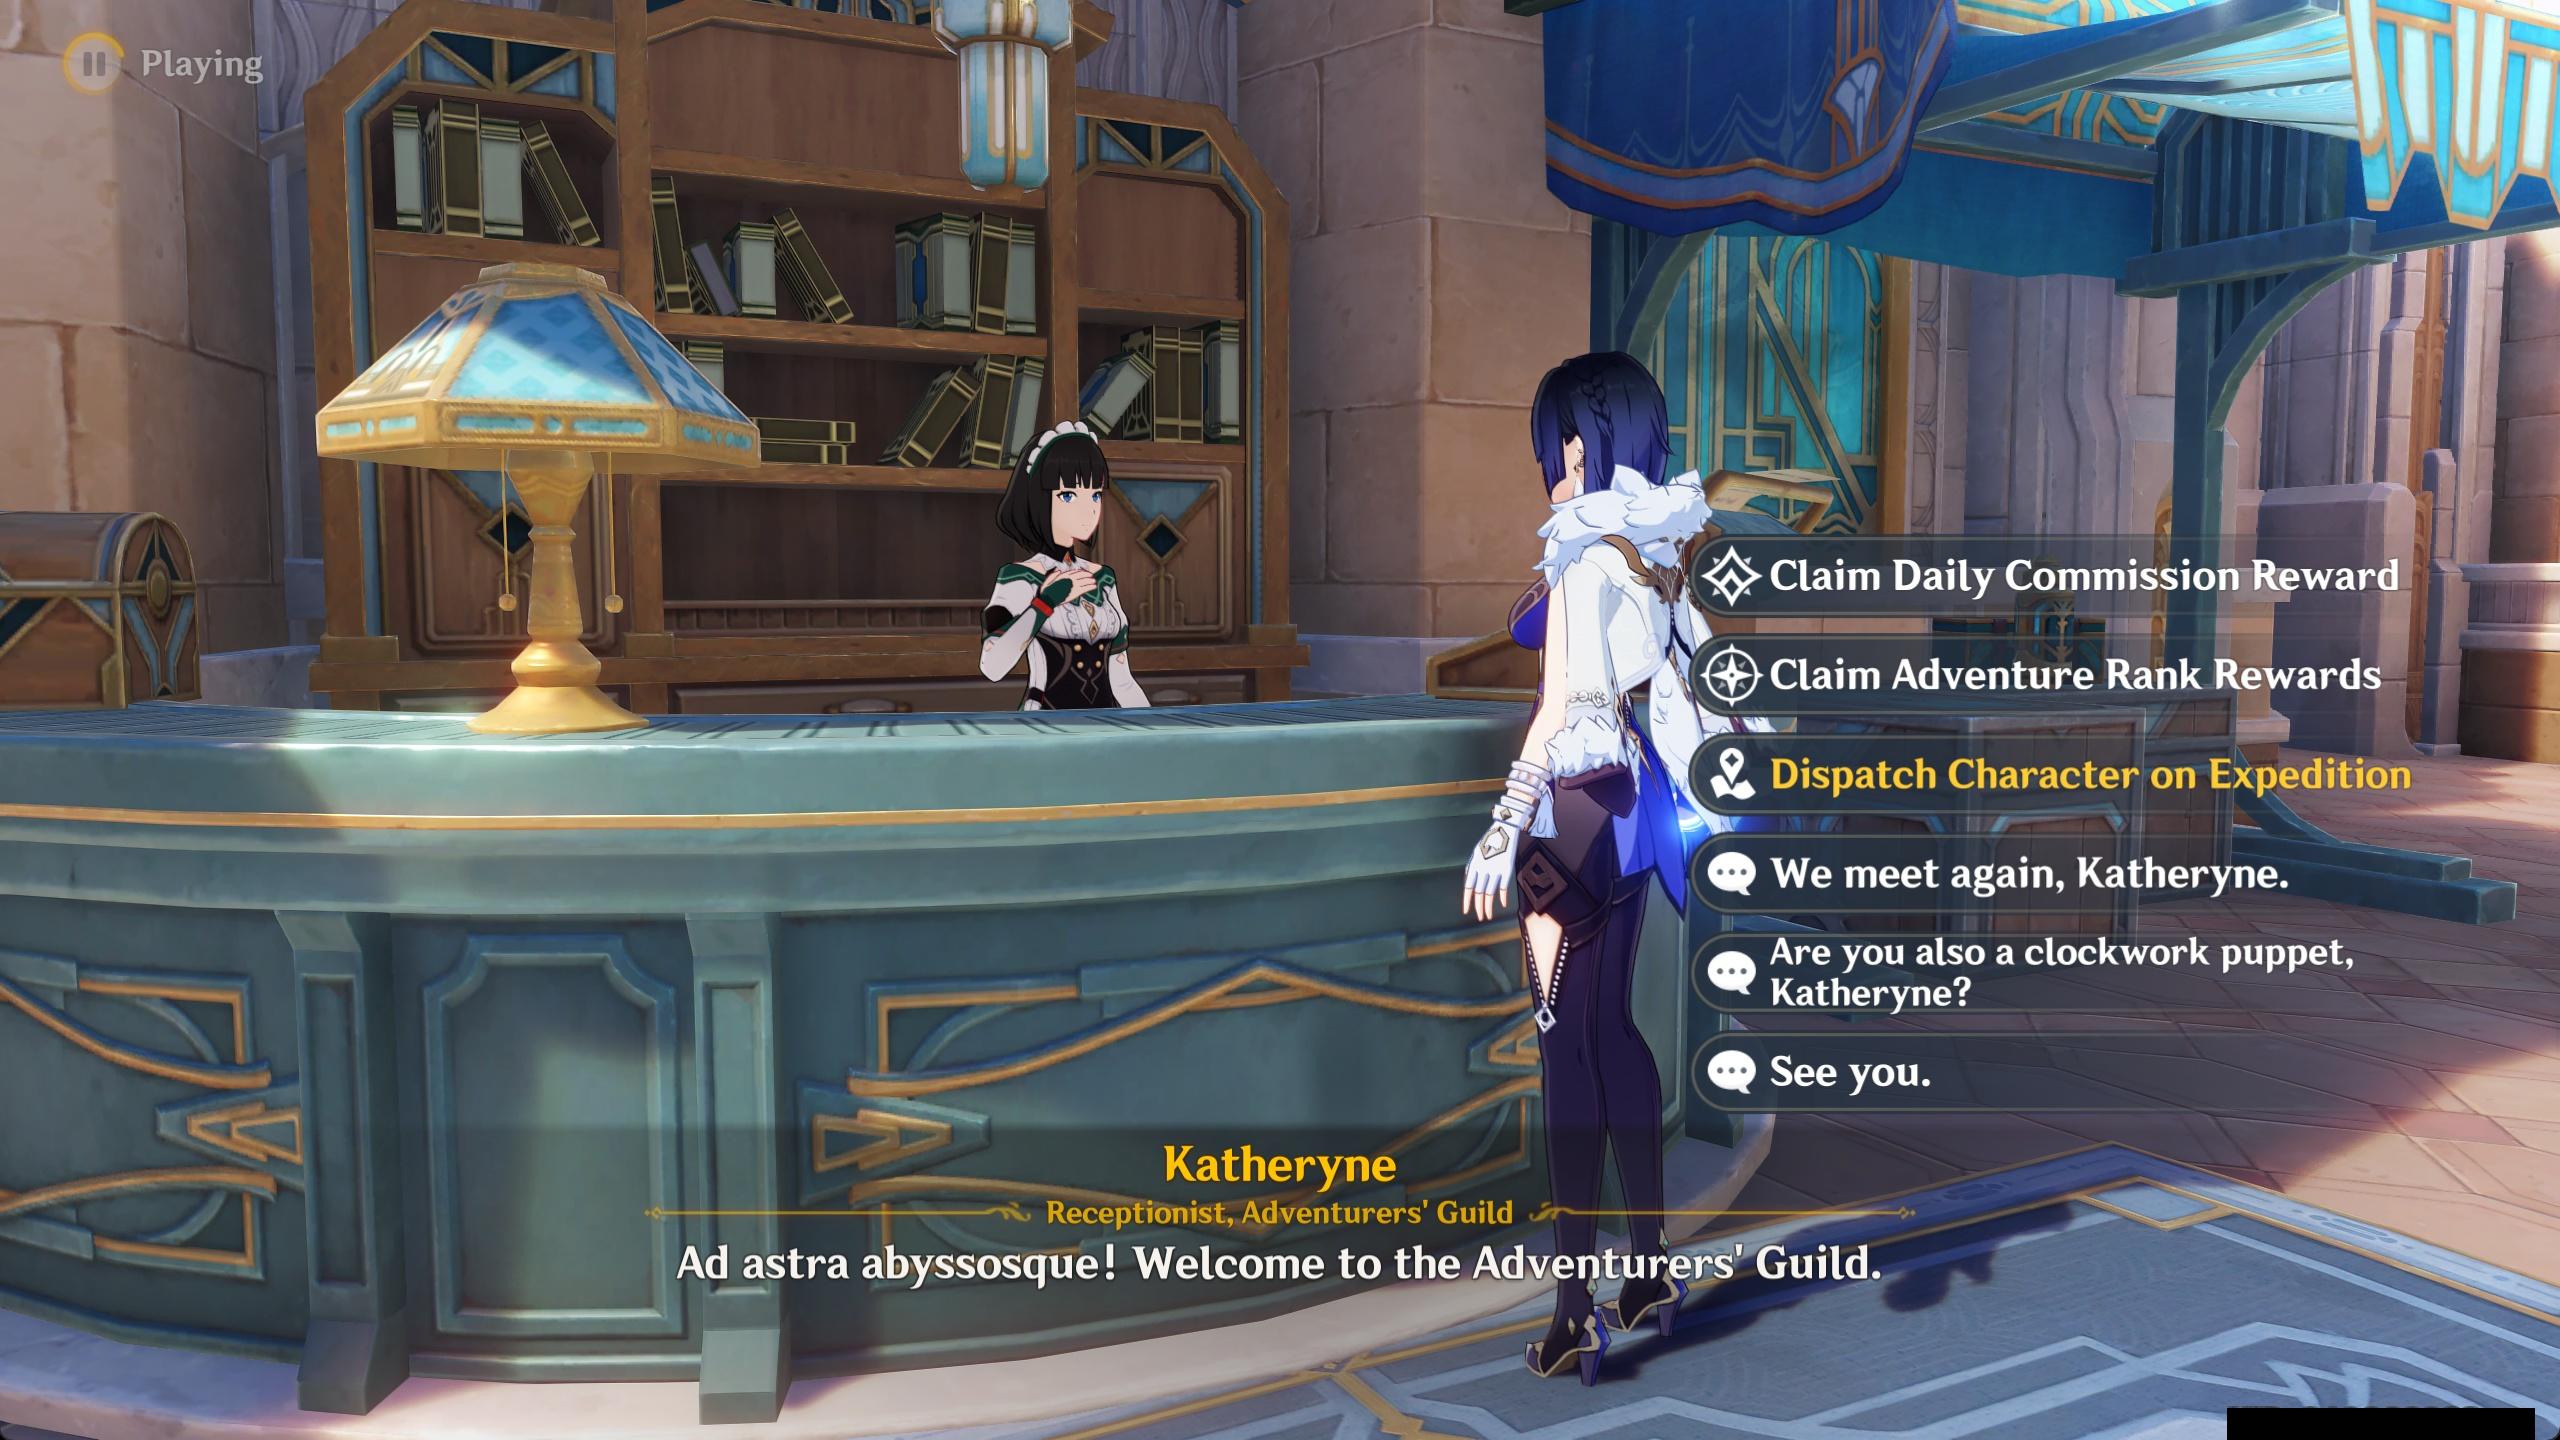 Playing
Claim Daily Commission Reward
Claim Adventure Rank Rewards
Dispatch Character on Expedition
We meet again, Katheryne.
Are you also a clockwork puppet,
Katheryne?
See you.
Katheryne
Receptionist, Adventurers' Guild
Ad astra abyssosque! Welcome to the Adventurers' Guild.